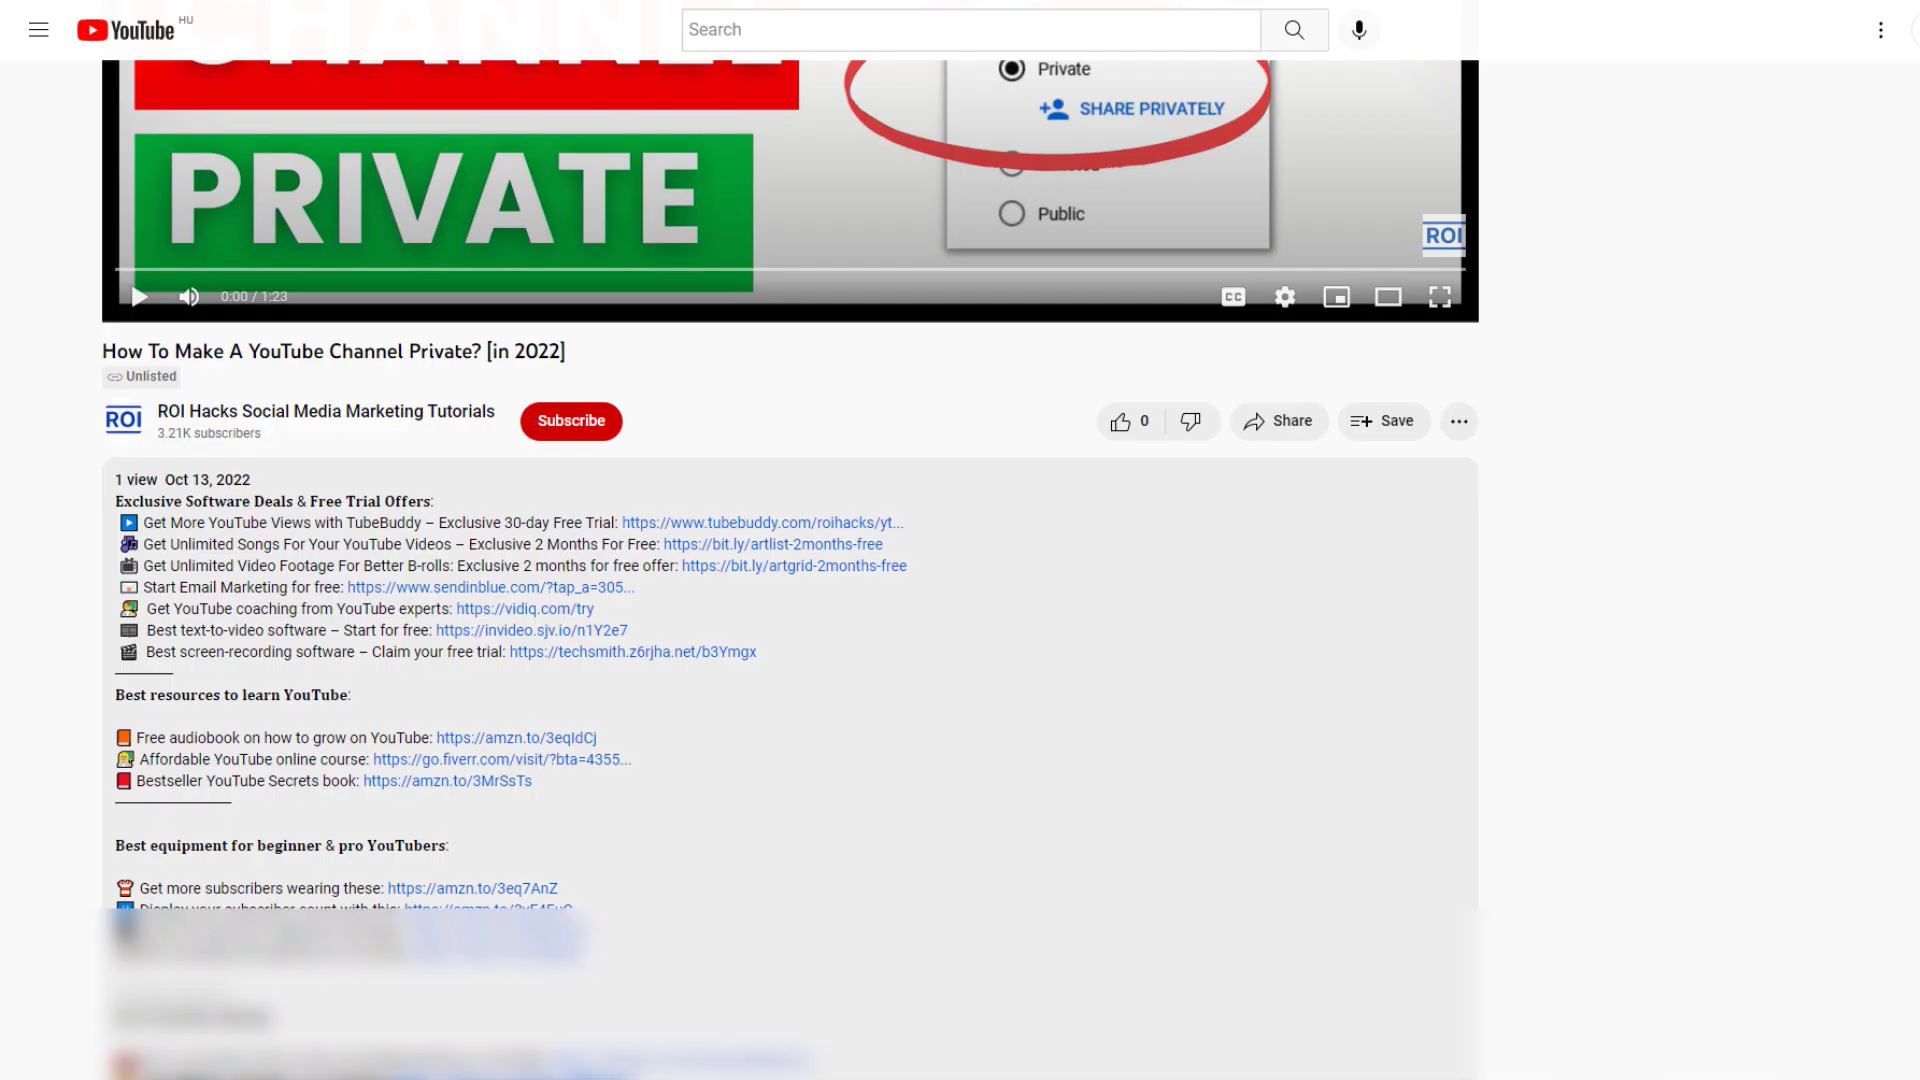 YouTube HU
Search
CHANNEL
Private
SHARE PRIVATELY
PRIVATE
Public
ROI
0:00 / 1:23
CC
How To Make A YouTube Channel Private? [in 2022]
Unlisted
ROI
ROI Hacks Social Media Marketing Tutorials
3.21K subscribers
Subscribe
0
Share
Save
1 view Oct 13, 2022
Exclusive Software Deals & Free Trial Offers:
Get More YouTube Views with TubeBuddy – Exclusive 30-day Free Trial: https://www.tubebuddy.com/roihacks/yt...
Get Unlimited Songs For Your YouTube Videos – Exclusive 2 Months For Free: https://bit.ly/artlist-2months-free
Get Unlimited Video Footage For Better B-rolls: Exclusive 2 months for free offer: https://bit.ly/artgrid-2months-free
Start Email Marketing for free: https://www.sendinblue.com/?tap_a=305...
Get YouTube coaching from YouTube experts: https://vidiq.com/try
Best text-to-video software – Start for free: https://invideo.sjv.io/n1Y2e7
Best screen-recording software – Claim your free trial: https://techsmith.z6rjha.net/b3Ymgx
Best resources to learn YouTube:
Free audiobook on how to grow on YouTube: https://amzn.to/3eqIdCj
Affordable YouTube online course: https://go.fiverr.com/visit/?bta=4355...
Bestseller YouTube Secrets book: https://amzn.to/3MrSsTs
Best equipment for beginner & pro YouTubers:
Get more subscribers wearing these: https://amzn.to/3eq7AnZ
Display your subscriber count with this: